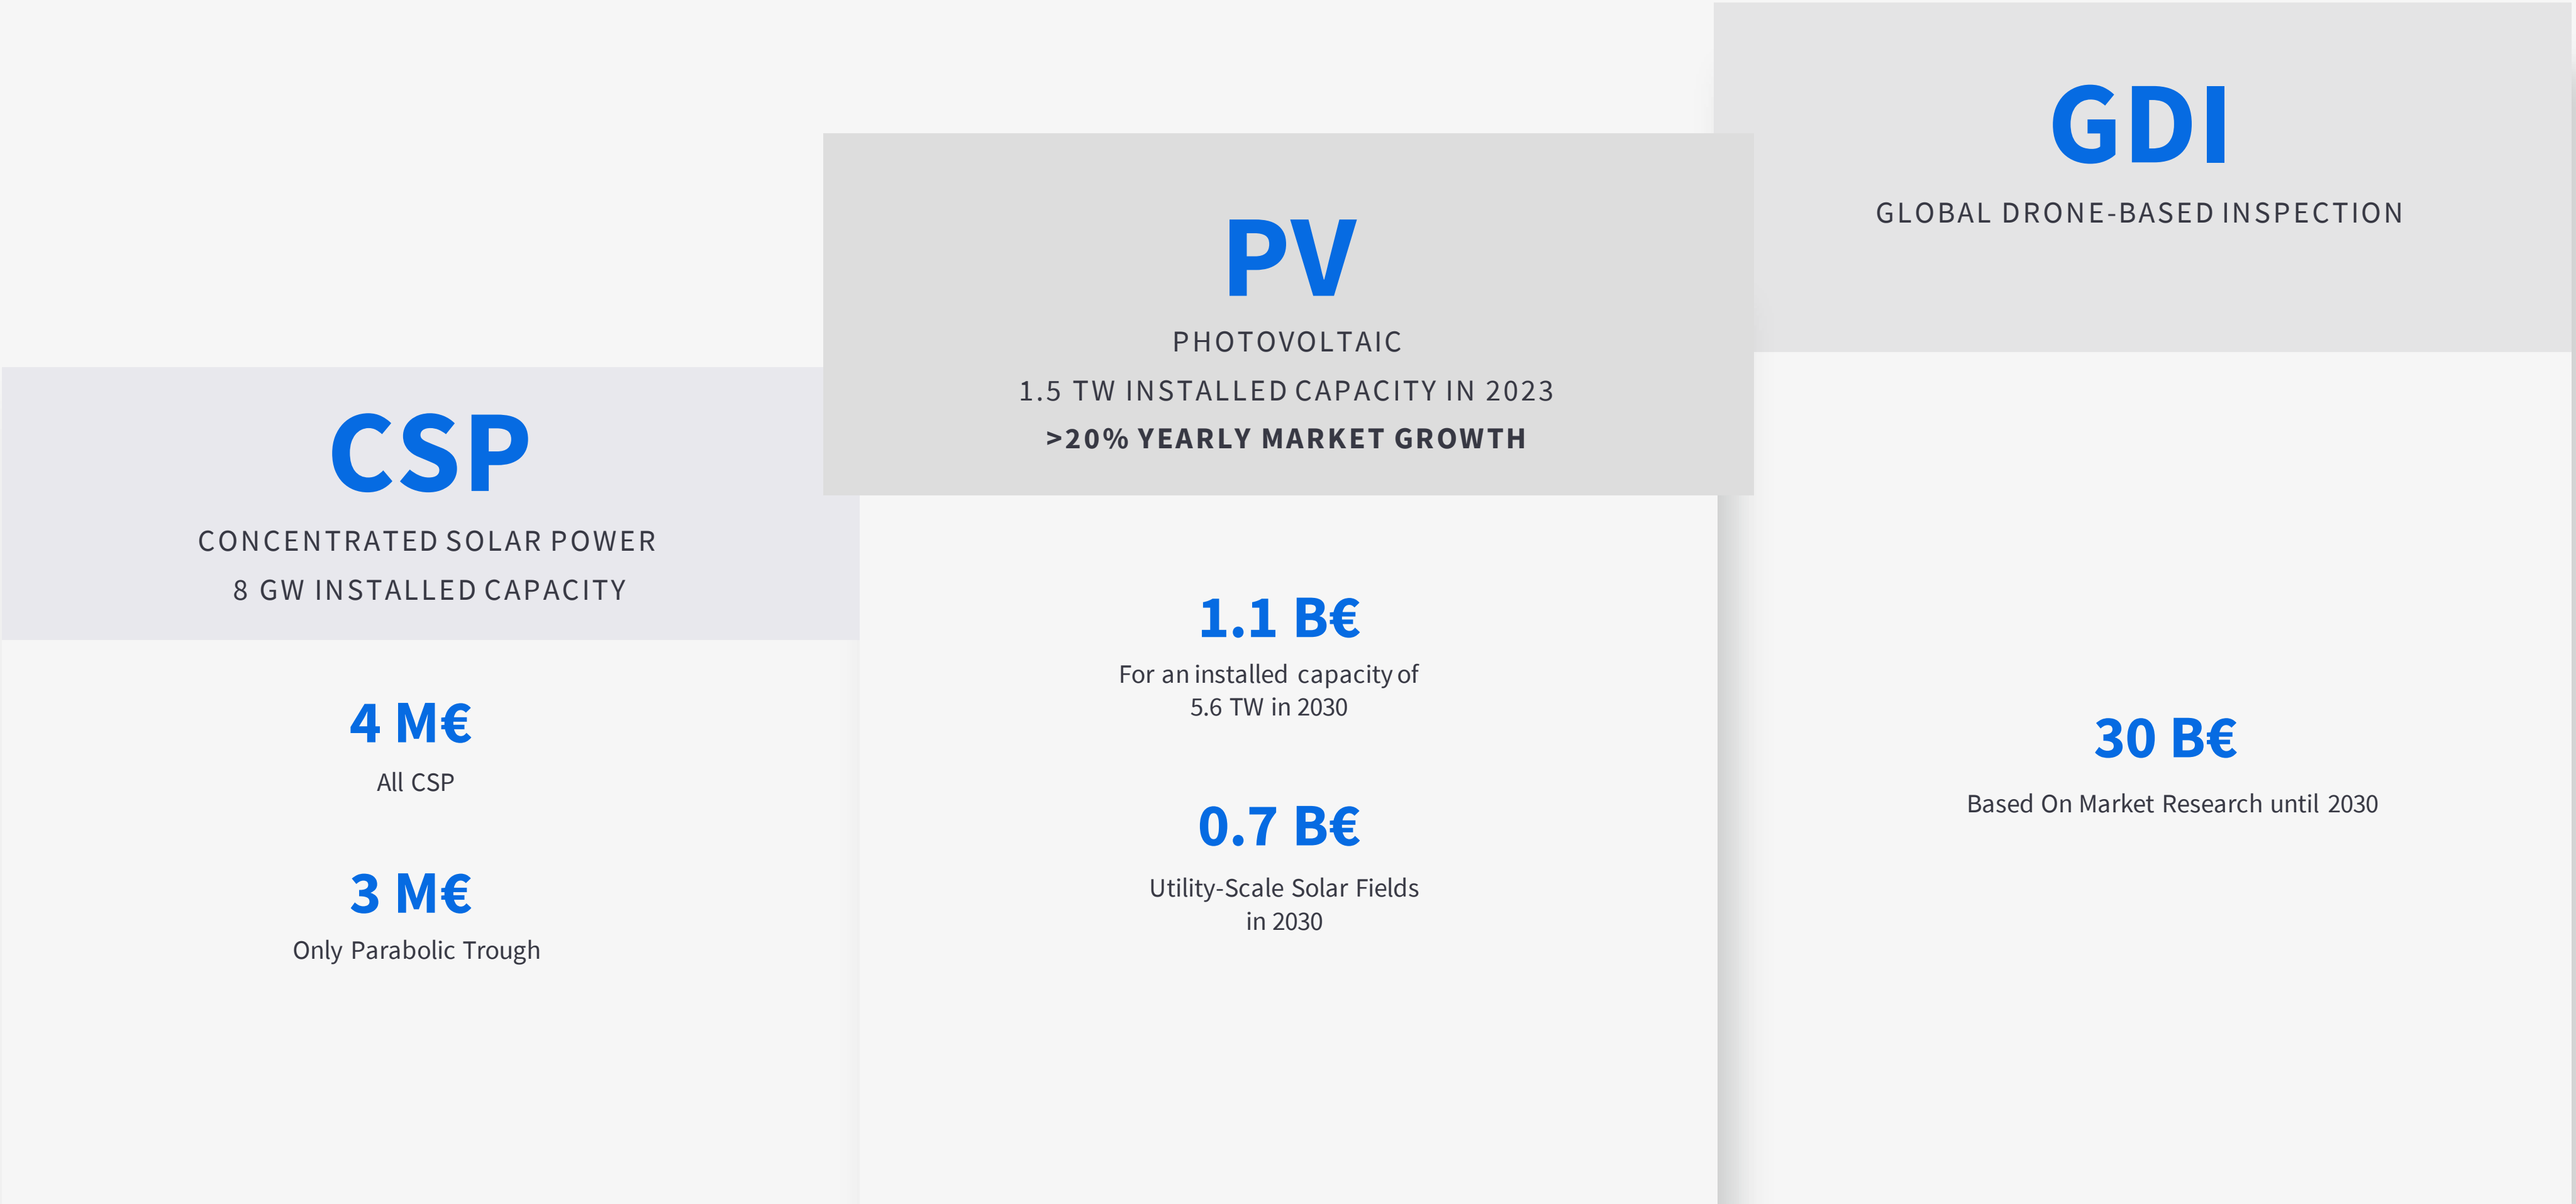 CSP
CONCENTRATED SOLAR POWER
8 GW INSTALLED CAPACITY
4 M€
All CSP
3 M€
Only Parabolic Trough
PV
PHOTOVOLTAIC
1.5 TW INSTALLED CAPACITY IN 2023
>20% YEARLY MARKET GROWTH
1.1 B€
For an installed capacity of
5.6 TW in 2030
0.7 B€
Utility-Scale Solar Fields
in 2030
GDI
GLOBAL DRONE-BASED INSPECTION
30 B€
Based On Market Research until 2030